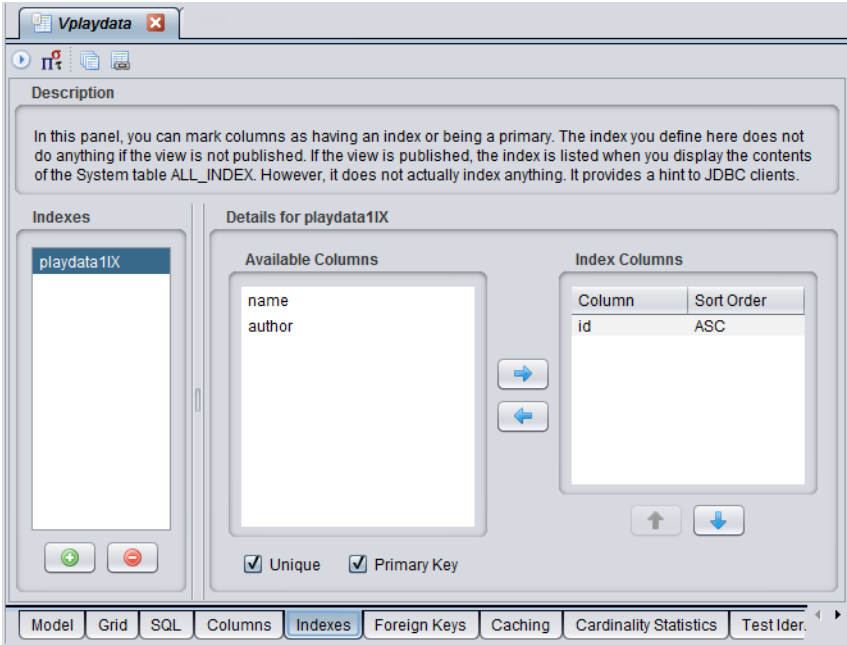 Vplaydata
Description
In this panel, you can mark columns as having an index or being a primary. The index you define here does not
do anything if the view is not published. If the view is published, the index is listed when you display the contents
of the System table ALL_INDEX. However, it does not actually index anything. It provides a hint to JDBC clients.
Indexes
playdata1IX
Details for playdata1IX
Available Columns
name
author
Index Columns
Column Sort Order
id ASC
Unique Primary Key
Model Grid SQL Columns Indexes Foreign Keys Caching Cardinality Statistics Test Ider.